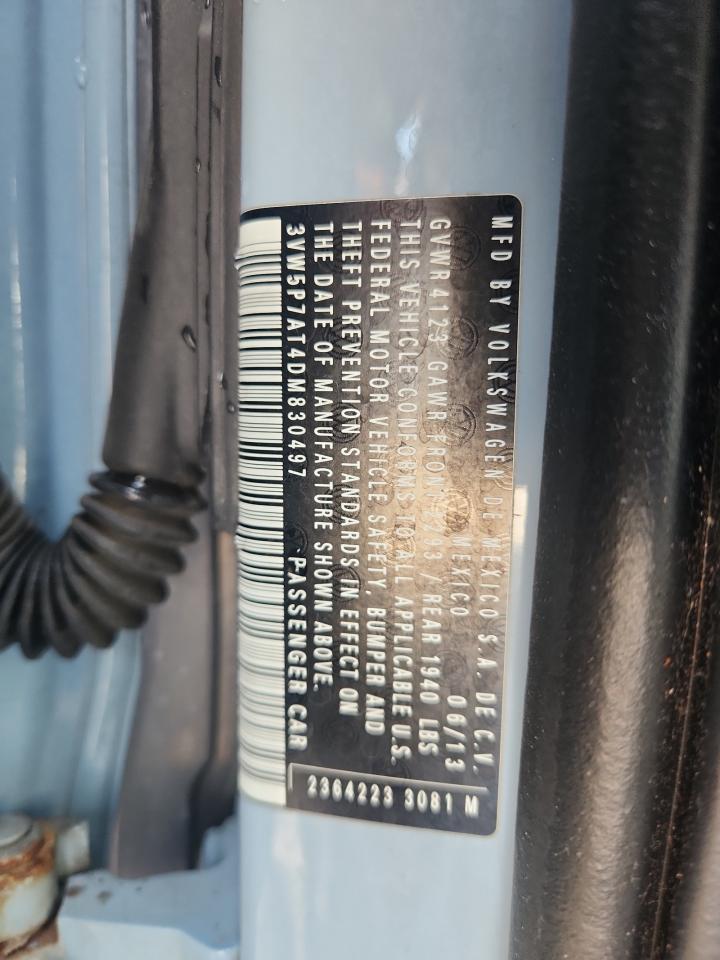 MFD BY VOLKSWAGEN DE MEXICO S.A. DE C.V.
MEXICO 06/13
GVWR 4123 GAWR FRONT / REAR 1940 LBS
THIS VEHICLE CONFORMS TO ALL APPLICABLE U.S.
FEDERAL MOTOR VEHICLE SAFETY, BUMPER AND
THEFT PREVENTION STANDARDS IN EFFECT ON
THE DATE OF MANUFACTURE SHOWN ABOVE.
3VW5P7AT4DM830497 PASSENGER CAR
2364223 3081 M